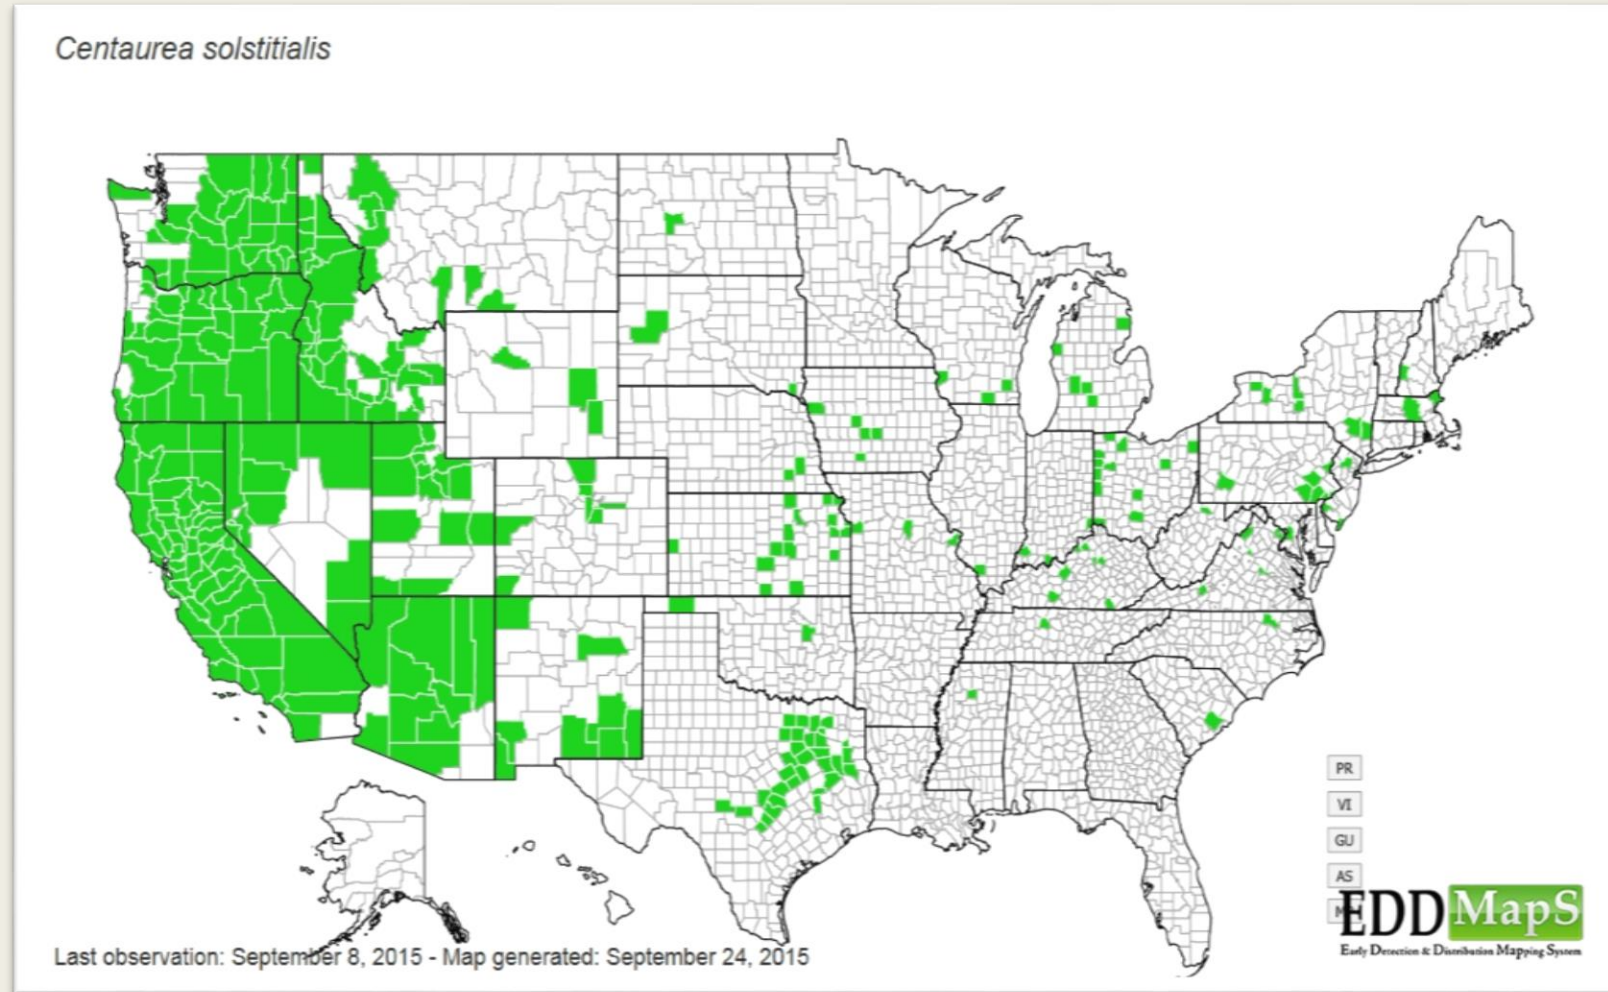 Centaurea solstitialis
PR
VI
GU
AS
EDDMapS
Early Detection & Distribution Mapping System
Last observation: September 8, 2015 - Map generated: September 24, 2015